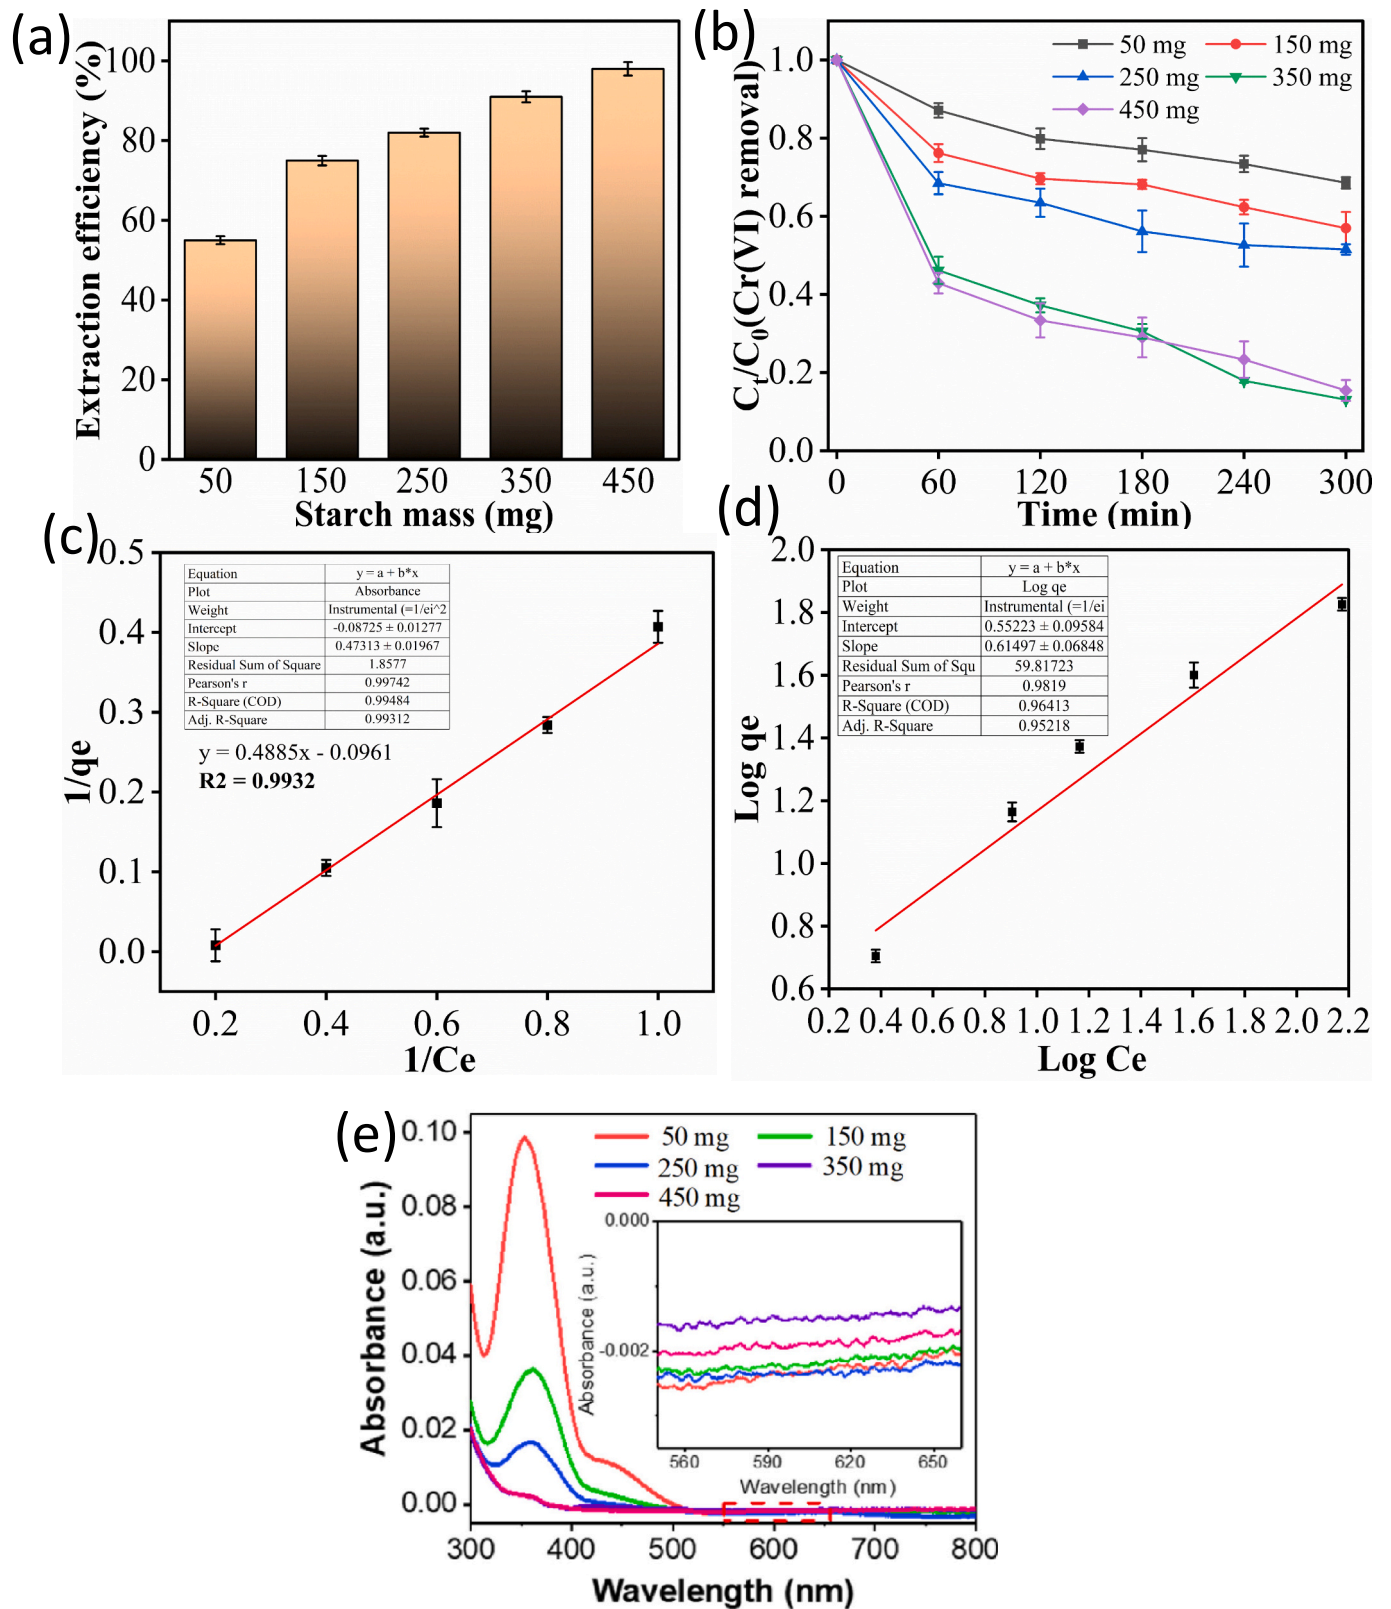 (a)
Extraction efficiency (%)
100
80
60
40
20
0
50 150 250 350 450
Starch mass (mg)
(b)
Ct/C0(Cr(VI) removal)
50 mg 150 mg
250 mg 350 mg
450 mg
1.0
0.8
0.6
0.4
0.2
0.0
0 60 120 180 240 300
Time (min)
(c)
1/qe
0.5
0.4
0.3
0.2
0.1
0.0
Equation y = a + b*x
Plot Absorbance
Weight Instrumental (=1/ei^2
Intercept -0.08725 ± 0.01277
Slope 0.47313 ± 0.01967
Residual Sum of Square 1.8577
Pearson's r 0.99742
R-Square (COD) 0.99484
Adj. R-Square 0.99312
y = 0.4885x - 0.0961
R2 = 0.9932
0.2 0.4 0.6 0.8 1.0
1/Ce
(d)
Log qe
2.0
1.8
1.6
1.4
1.2
1.0
0.8
0.6
Equation y = a + b*x
Plot Log qe
Weight Instrumental (=1/ei
Intercept 0.55223 ± 0.09584
Slope 0.61497 ± 0.06848
Residual Sum of Squ 59.81723
Pearson's r 0.9819
R-Square (COD) 0.96413
Adj. R-Square 0.95218
0.2 0.4 0.6 0.8 1.0 1.2 1.4 1.6 1.8 2.0 2.2
Log Ce
(e)
Absorbance (a.u.)
0.10
0.08
0.06
0.04
0.02
0.00
50 mg 150 mg
250 mg 350 mg
450 mg
Absorbance (a.u.)
0.000
-0.002
560 590 620 650
Wavelength (nm)
300 400 500 600 700 800
Wavelength (nm)